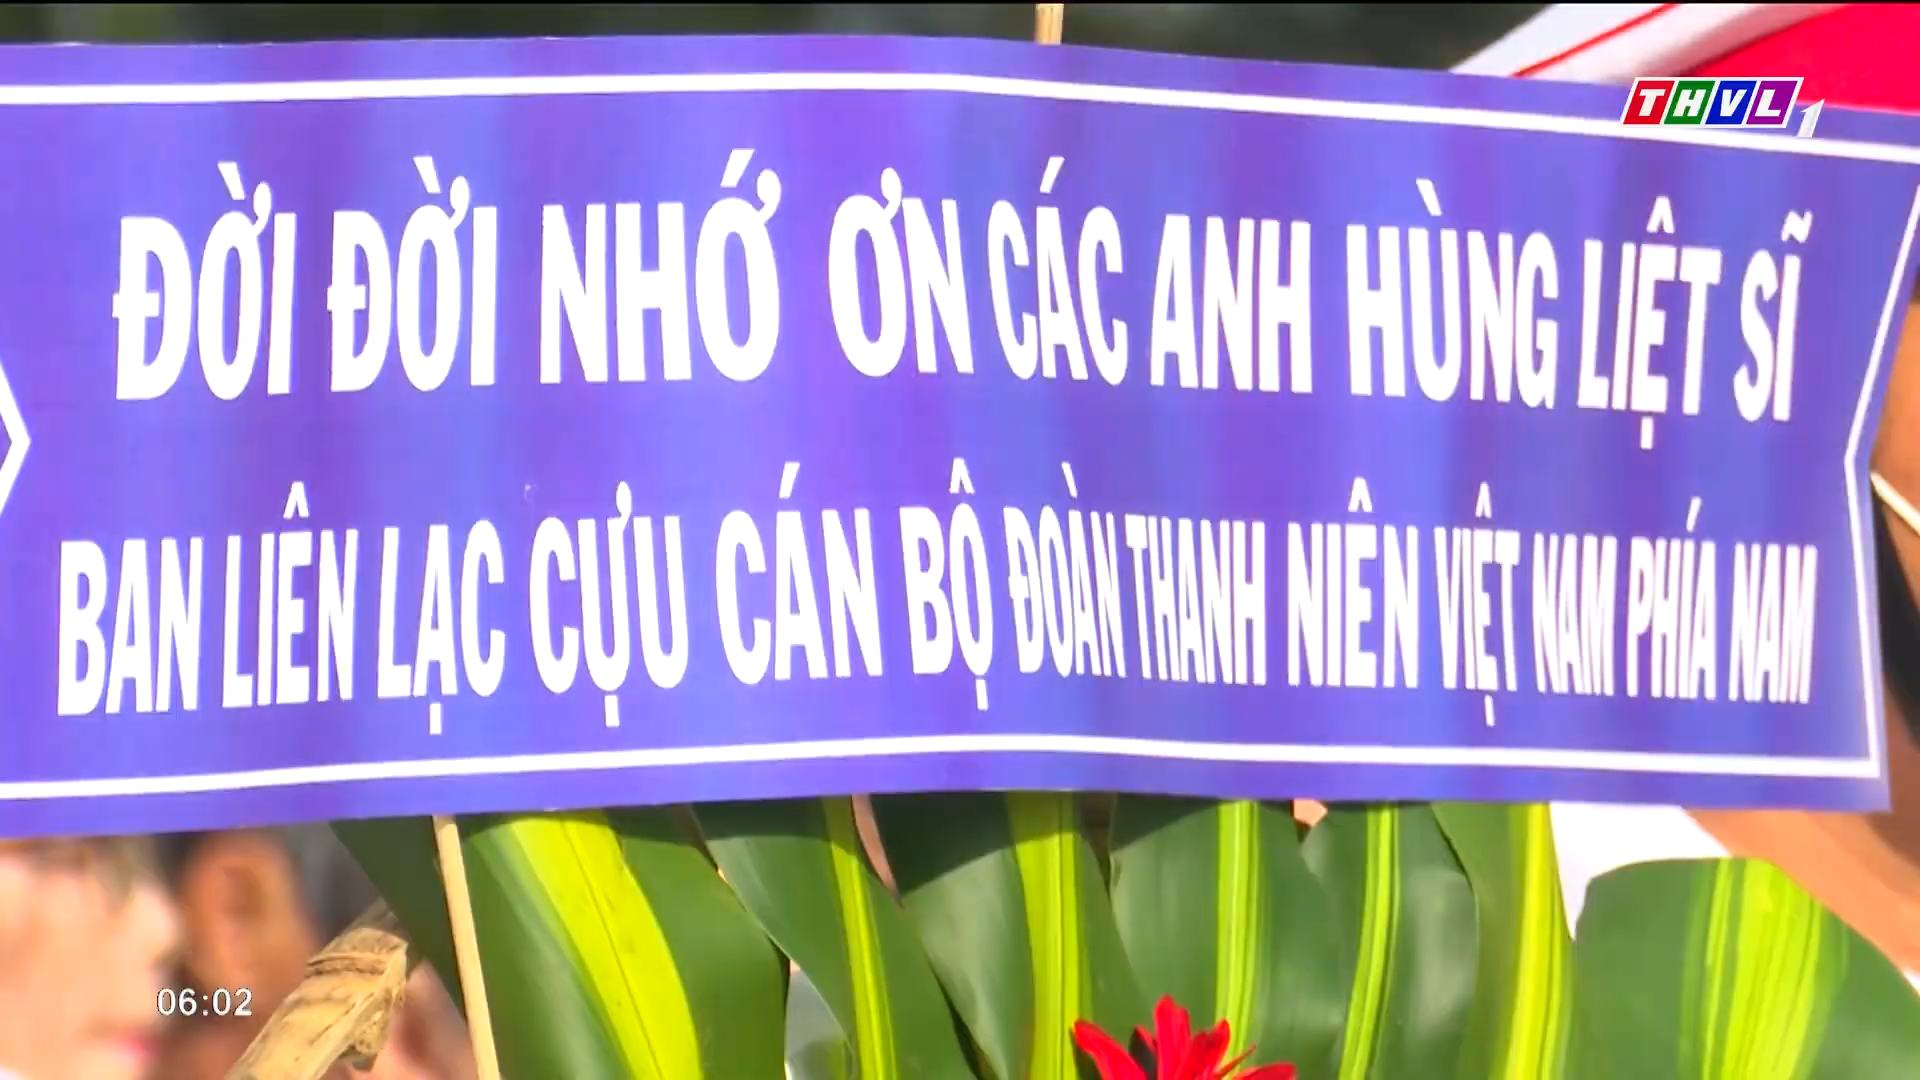 THVL1
ĐỜI ĐỜI NHỚ ƠN CÁC ANH HÙNG LIỆT SĨ
BAN LIÊN LẠC CỰU CÁN BỘ ĐOÀN THANH NIÊN VIỆT NAM PHÍA NAM
06:02